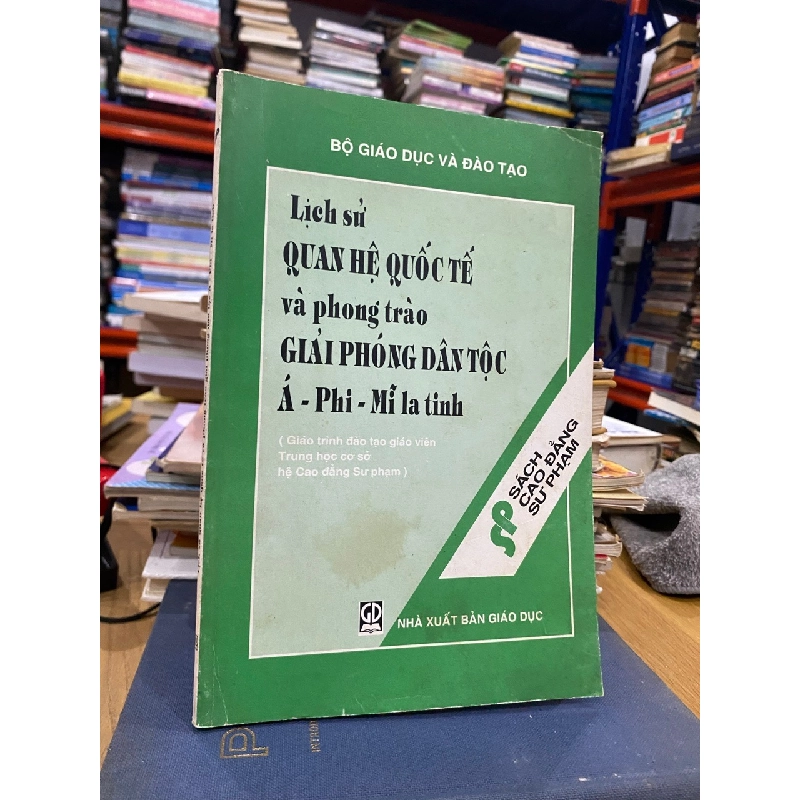 BỘ GIÁO DỤC VÀ ĐÀO TẠO
Lịch sử
QUAN HỆ QUỐC TẾ
và phong trào
GIẢI PHÓNG DÂN TỘC
Á - Phi - Mĩ la tinh
( Giáo trình đào tạo giáo viên
Trung học cơ sở
hệ Cao đẳng Sư phạm )
SP
SÁCH
CAO ĐẲNG
SƯ PHẠM
GD
NHÀ XUẤT BẢN GIÁO DỤC